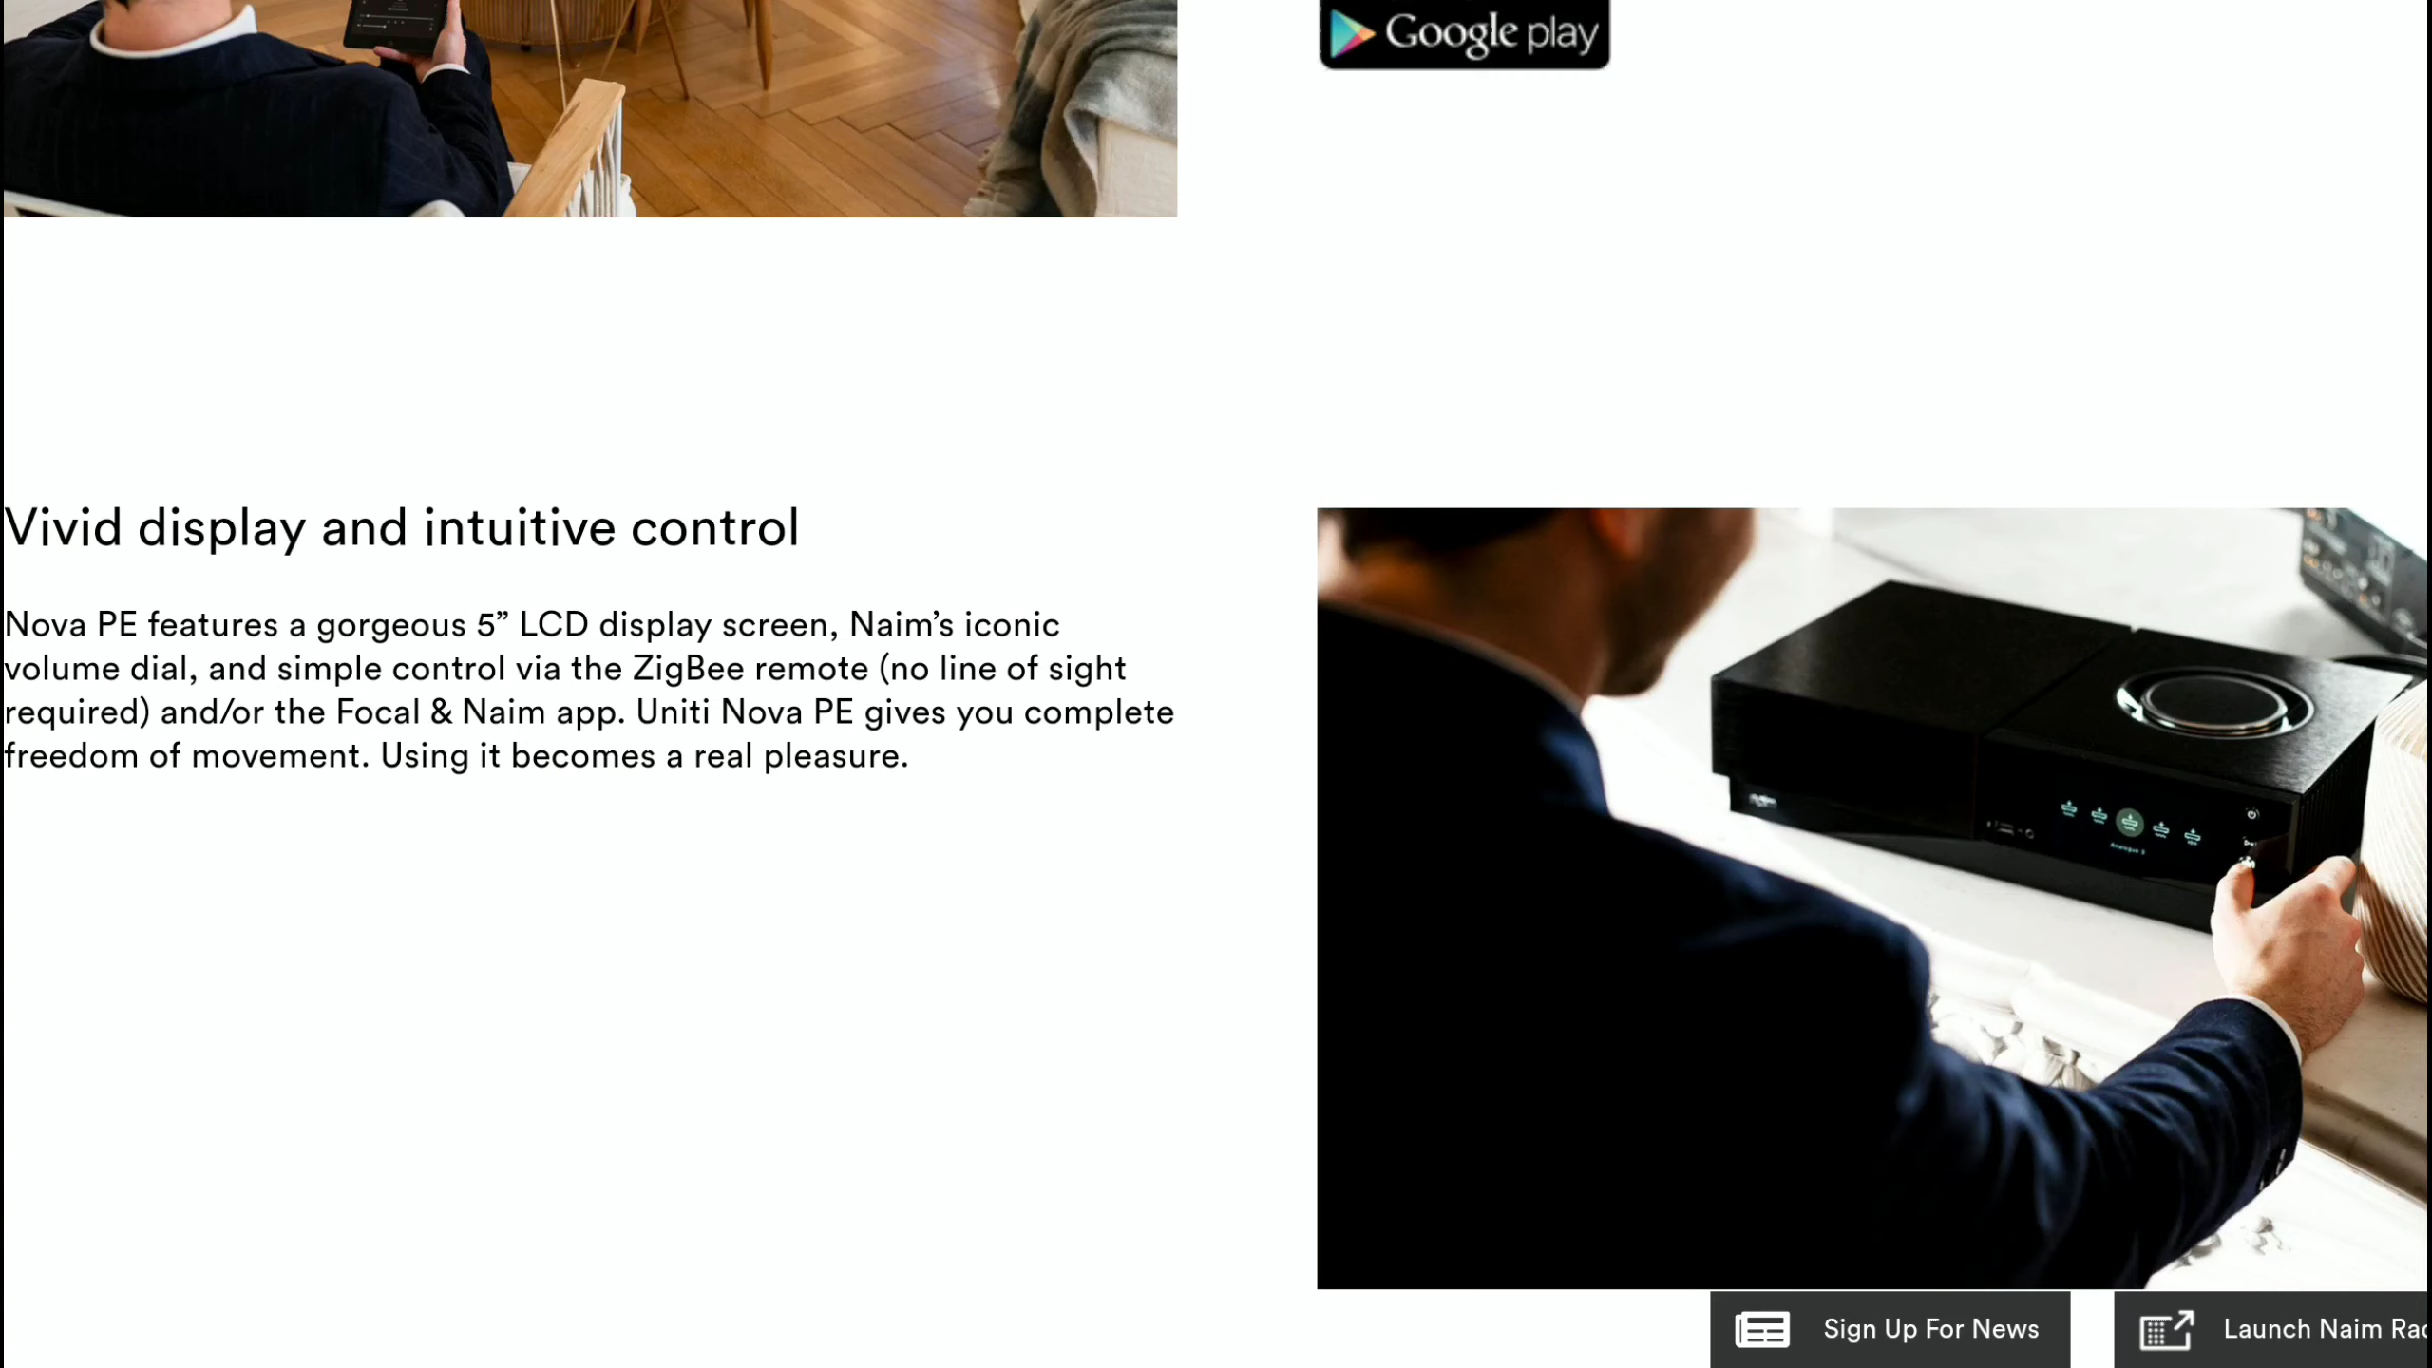 Google play
Vivid display and intuitive control
Nova PE features a gorgeous 5” LCD display screen, Naim’s iconic
volume dial, and simple control via the ZigBee remote (no line of sight
required) and/or the Focal & Naim app. Uniti Nova PE gives you complete
freedom of movement. Using it becomes a real pleasure.
Sign Up For News
Launch Naim